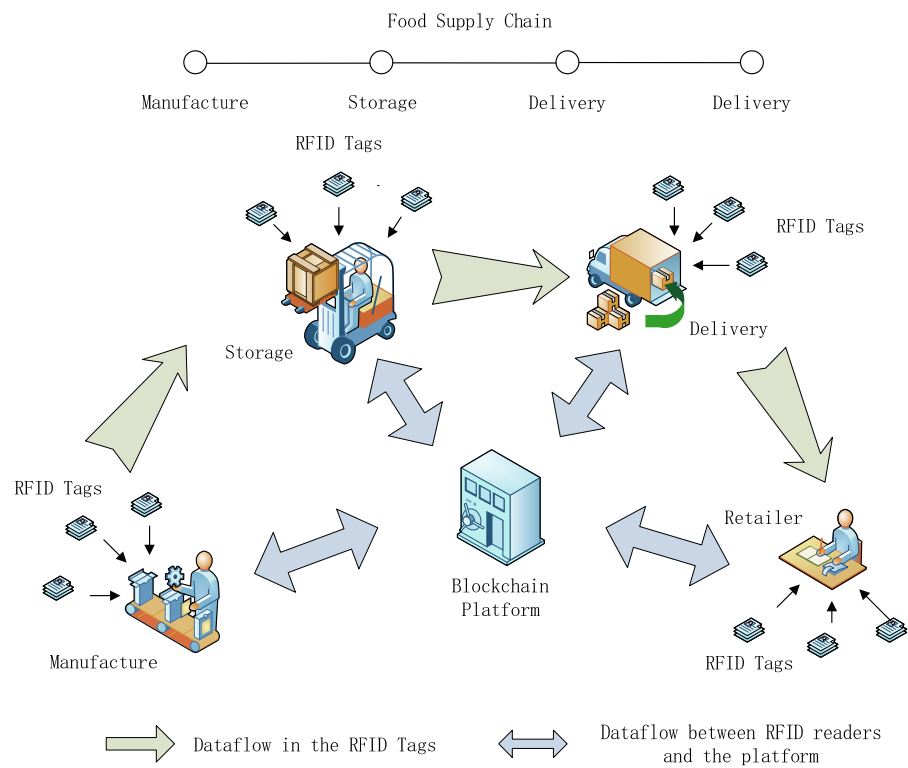 Food Supply Chain
Manufacture
Storage
Delivery
Delivery
RFID Tags
RFID Tags
Delivery
Storage
RFID Tags
Retailer
Blockchain
Platform
Manufacture
RFID Tags
Dataflow in the RFID Tags
Dataflow between RFID readers
and the platform